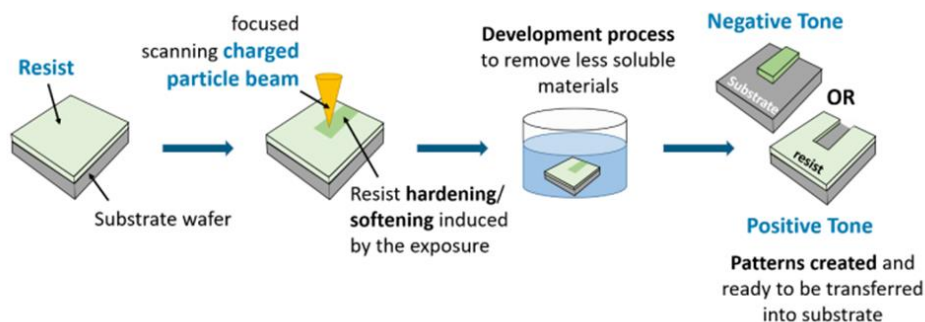 Resist
Substrate wafer
focused
scanning charged
particle beam
Resist hardening/
softening induced
by the exposure
Development process
to remove less soluble
materials
Negative Tone
Substrate
OR
resist
Positive Tone
Patterns created and
ready to be transferred
into substrate